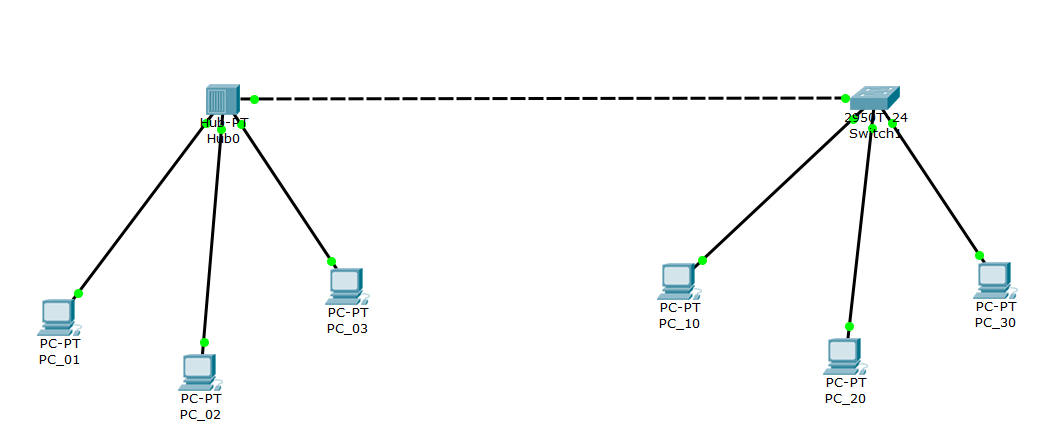 Hub-PT
Hub0
2950T-24
Switch1
PC-PT
PC_01
PC-PT
PC_02
PC-PT
PC_03
PC-PT
PC_10
PC-PT
PC_20
PC-PT
PC_30